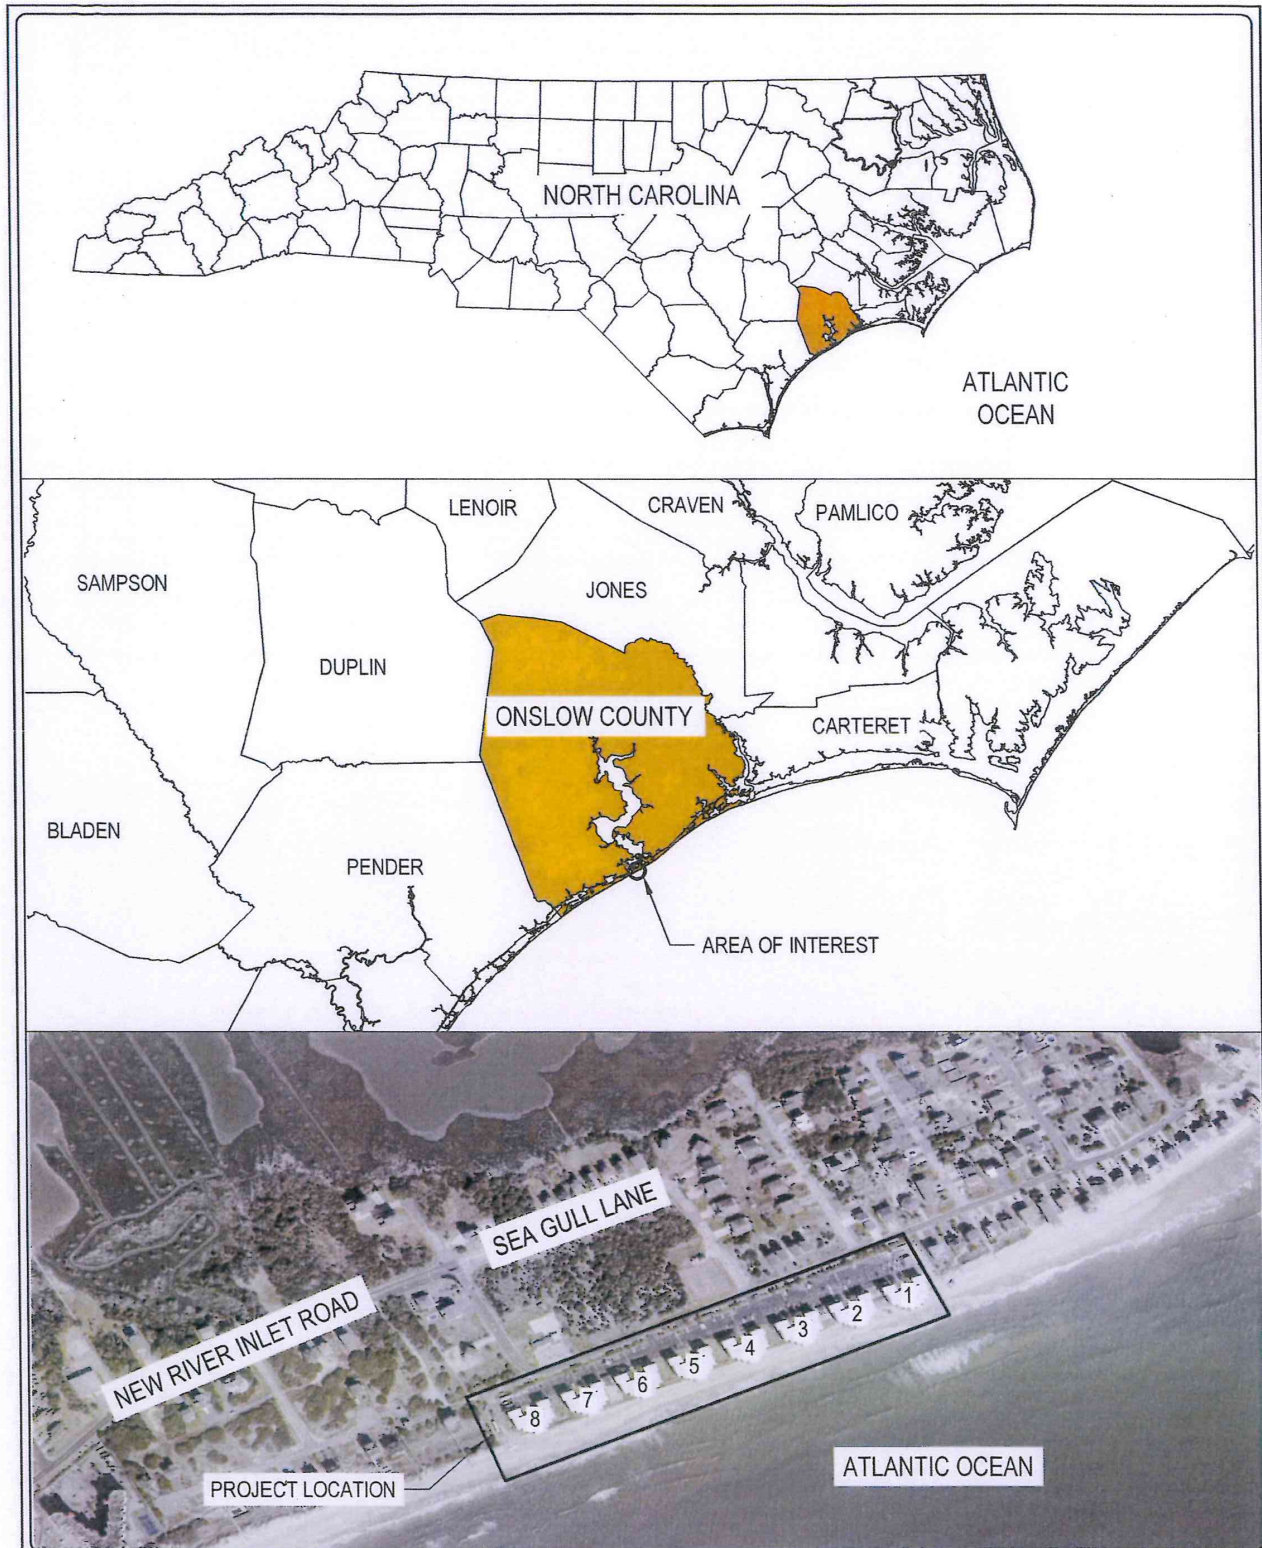 NORTH CAROLINA
ATLANTIC
OCEAN
LENOIR
CRAVEN
PAMLICO
SAMPSON
JONES
DUPLIN
ONSLOW COUNTY
CARTERET
BLADEN
PENDER
AREA OF INTEREST
SEA GULL LANE
NEW RIVER INLET ROAD
1
2
3
4
5
6
7
8
PROJECT LOCATION
ATLANTIC OCEAN